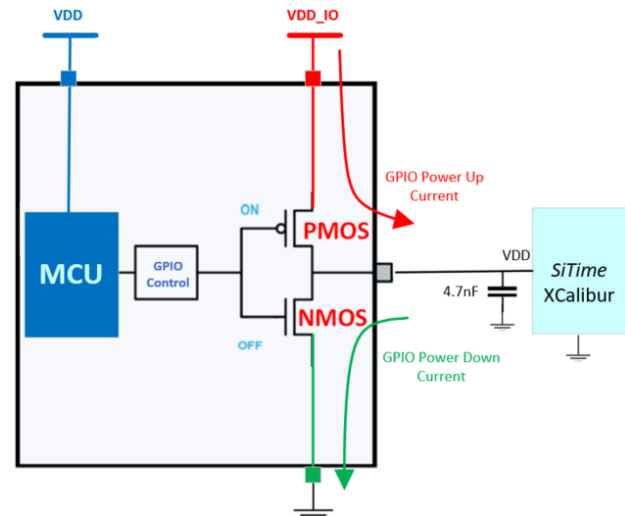 VDD
VDD_IO
GPIO Power Up
Current
ON
PMOS
MCU
GPIO
Control
VDD
SiTime
XCalibur
4.7nF
NMOS
OFF
GPIO Power Down
Current